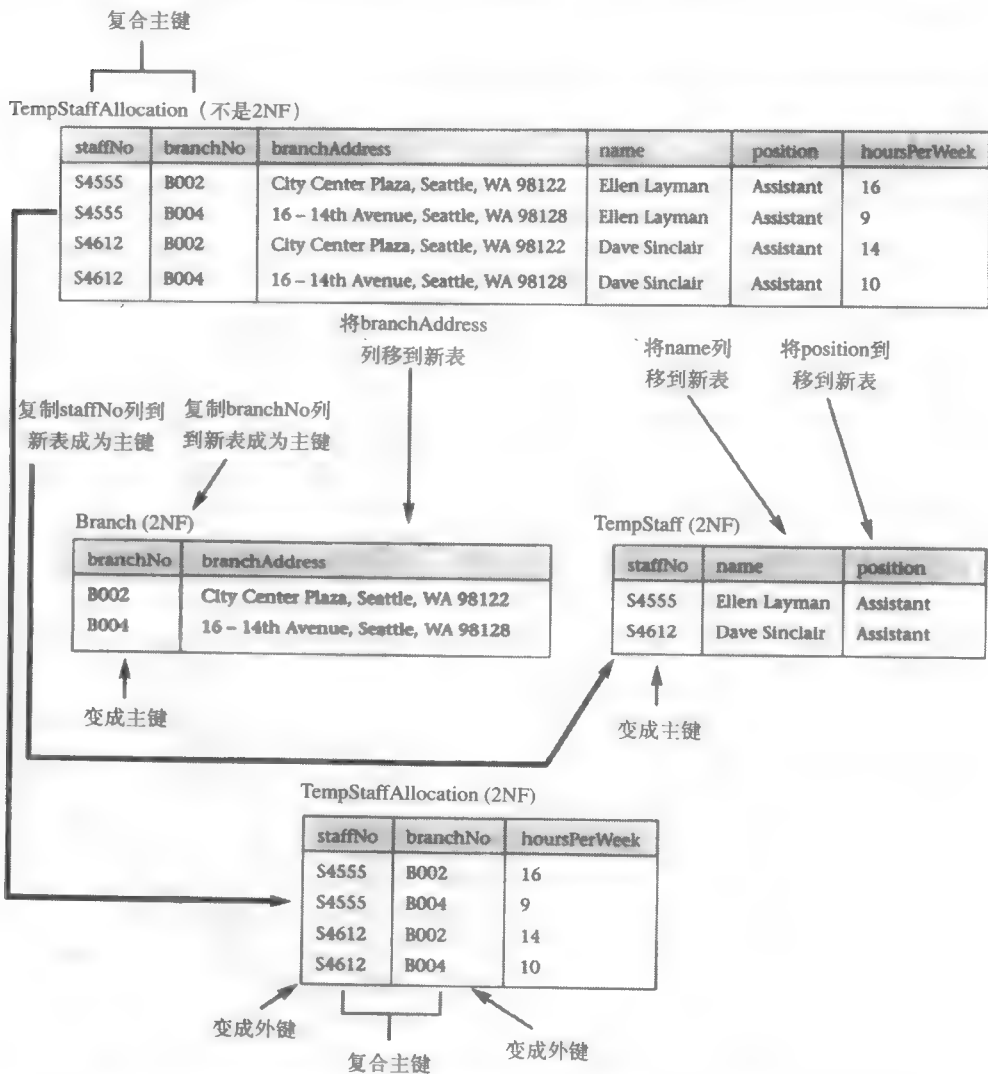 复合主键
TempStaffAllocation（不是2NF）
staffNo branchNo branchAddress name position hoursPerWeek
S4555 B002 City Center Plaza, Seattle, WA 98122 Ellen Layman Assistant 16
S4555 B004 16 – 14th Avenue, Seattle, WA 98128 Ellen Layman Assistant 9
S4612 B002 City Center Plaza, Seattle, WA 98122 Dave Sinclair Assistant 14
S4612 B004 16 – 14th Avenue, Seattle, WA 98128 Dave Sinclair Assistant 10
将branchAddress
列移到新表
将name列
移到新表
将position到
移到新表
复制staffNo列到
新表成为主键
复制branchNo列
到新表成为主键
Branch (2NF)
branchNo branchAddress
B002 City Center Plaza, Seattle, WA 98122
B004 16 – 14th Avenue, Seattle, WA 98128
变成主键
TempStaff (2NF)
staffNo name position
S4555 Ellen Layman Assistant
S4612 Dave Sinclair Assistant
变成主键
TempStaffAllocation (2NF)
staffNo branchNo hoursPerWeek
S4555 B002 16
S4555 B004 9
S4612 B002 14
S4612 B004 10
变成外键
复合主键
变成外键